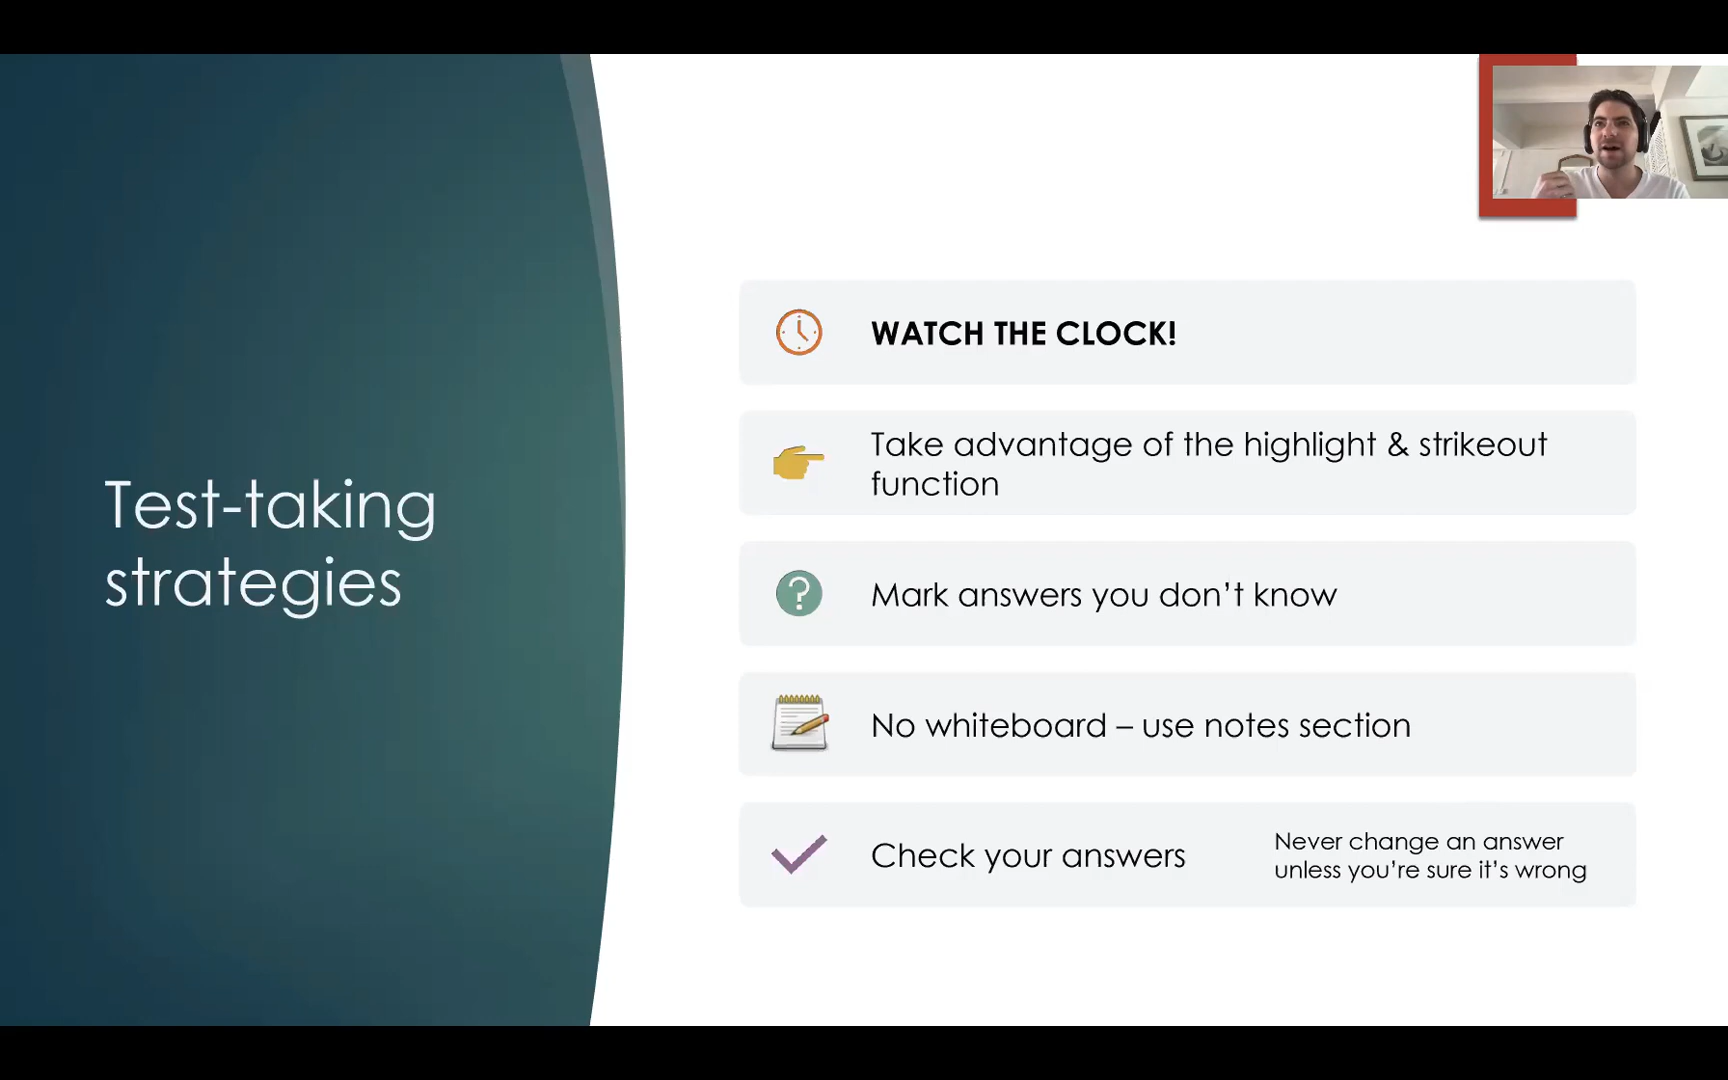 Test-taking
strategies
WATCH THE CLOCK!
Take advantage of the highlight & strikeout
function
Mark answers you don’t know
No whiteboard – use notes section
Check your answers
Never change an answer
unless you’re sure it’s wrong